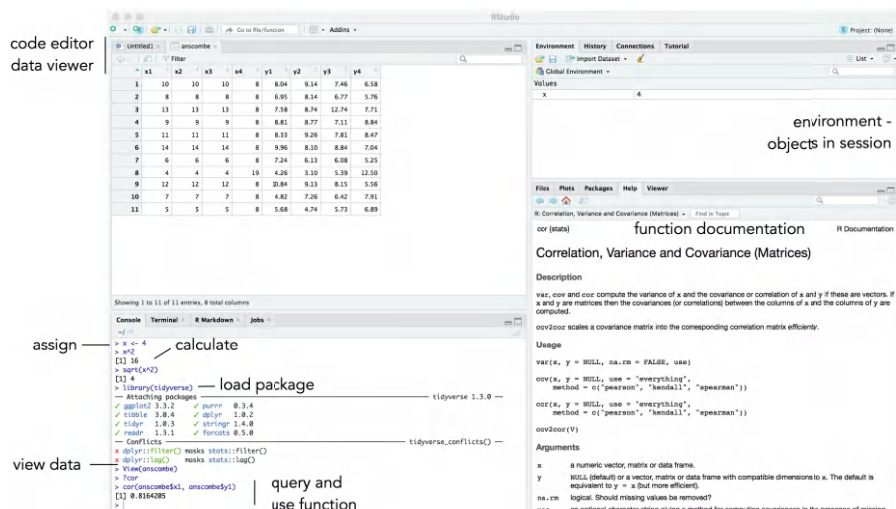 RStudio
Go to file/function
Addins
Project: (None)
code editor
data viewer
Untitled1
anscombe
Filter
x1 x2 x3 x4 y1 y2 y3 y4
1 10 10 10 8 8.04 9.14 7.46 6.58
2 8 8 8 8 6.95 8.14 6.77 5.76
3 13 13 13 8 7.58 8.74 12.74 7.71
4 9 9 9 8 8.81 8.77 7.11 8.84
5 11 11 11 8 8.33 9.26 7.81 8.47
6 14 14 14 8 9.96 8.10 8.84 7.04
7 6 6 6 8 7.24 6.13 6.08 5.25
8 4 4 4 19 4.26 3.10 5.39 12.50
9 12 12 12 8 10.84 9.13 8.15 5.56
10 7 7 7 8 4.82 7.26 6.42 7.91
11 5 5 5 8 5.68 4.74 5.73 6.89
Showing 1 to 11 of 11 entries, 8 total columns
Environment History Connections Tutorial
Import Dataset
List
Global Environment
Values
x 4
environment -
objects in session
Console Terminal R Markdown Jobs
~/
assign
> x <- 4
> x^2
calculate
[1] 16
> sqrt(x^2)
[1] 4
> library(tidyverse)
load package
— Attaching packages — tidyverse 1.3.0 —
✓ ggplot2 3.3.2 ✓ purrr 0.3.4
✓ tibble 3.0.4 ✓ dplyr 1.0.2
✓ tidyr 1.0.3 ✓ stringr 1.4.0
✓ readr 1.3.1 ✓ forcats 0.5.0
— Conflicts — tidyverse_conflicts() —
x dplyr::filter() masks stats::filter()
x dplyr::lag() masks stats::lag()
view data
> View(anscombe)
> ?cor
> cor(anscombe$x1, anscombe$y1)
[1] 0.8164205
>
query and
use function
Files Plots Packages Help Viewer
R: Correlation, Variance and Covariance (Matrices)
Find in Topic
cor {stats}
function documentation
R Documentation
Correlation, Variance and Covariance (Matrices)
Description
var, cov and cor compute the variance of x and the covariance or correlation of x and y if these are vectors. If
x and y are matrices then the covariances (or correlations) between the columns of x and the columns of y are
computed.
cov2cor scales a covariance matrix into the corresponding correlation matrix efficiently.
Usage
var(x, y = NULL, na.rm = FALSE, use)
cov(x, y = NULL, use = "everything",
method = c("pearson", "kendall", "spearman"))
cor(x, y = NULL, use = "everything",
method = c("pearson", "kendall", "spearman"))
cov2cor(V)
Arguments
x a numeric vector, matrix or data frame.
y NULL (default) or a vector, matrix or data frame with compatible dimensions to x. The default is
equivalent to y = x (but more efficient).
na.rm logical. Should missing values be removed?